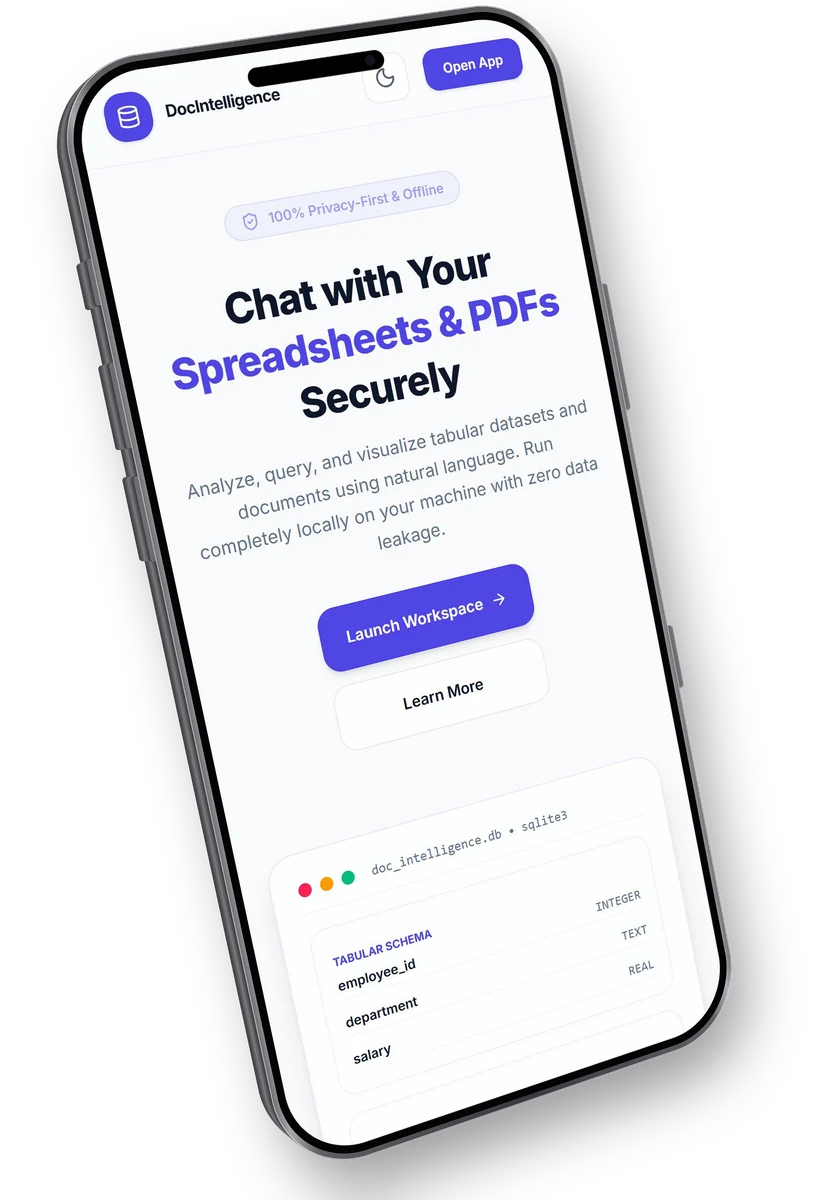 DocIntelligence
Open App
100% Privacy-First & Offline
Chat with Your
Spreadsheets & PDFs
Securely
Analyze, query, and visualize tabular datasets and
documents using natural language. Run
completely locally on your machine with zero data
leakage.
Launch Workspace →
Learn More
doc_intelligence.db • sqlite3
TABULAR SCHEMA
employee_id INTEGER
department TEXT
salary REAL